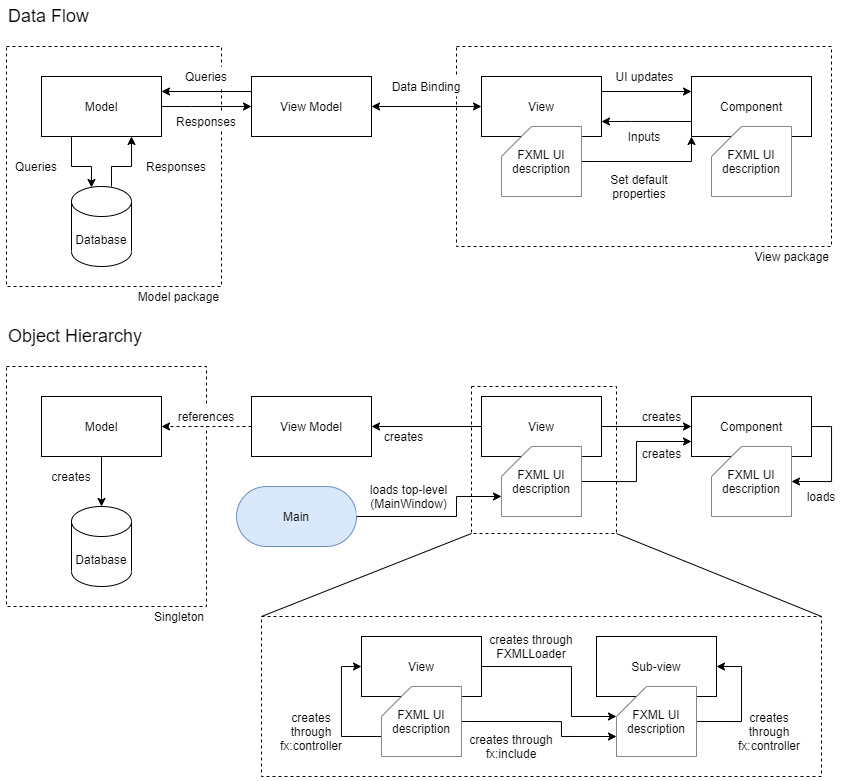 Data Flow
Queries
Model
View Model
Responses
Queries
Responses
Database
Model package
Data Binding
View
UI updates
Component
Inputs
FXML UI
description
FXML UI
description
Set default
properties
View package
Object Hierarchy
Model
references
View Model
creates
View
creates
Component
creates
creates
FXML UI
description
FXML UI
description
loads
loads top-level
(MainWindow)
Main
Database
Singleton
creates through
FXMLLoader
View
Sub-view
FXML UI
description
FXML UI
description
creates
through
fx:controller
creates through
fx:include
creates
through
fx:controller